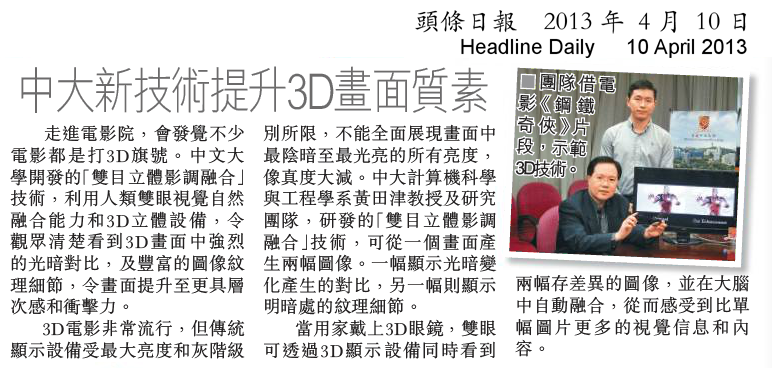 頭條日報 2013 年 4 月 10 日
Headline Daily 10 April 2013
中大新技術提升3D畫面質素
走進電影院，會發覺不少
電影都是打3D旗號。中文大
學開發的「雙目立體影調融合」
技術，利用人類雙眼視覺自然
融合能力和3D立體設備，令
觀眾清楚看到3D畫面中強烈
的光暗對比，及豐富的圖像紋
理細節，令畫面提升至更具層
次感和衝擊力。
3D電影非常流行，但傳統
顯示設備受最大亮度和灰階級
別所限，不能全面展現畫面中
最陰暗至最光亮的所有亮度，
像真度大減。中大計算機科學
與工程學系黃田津教授及研究
團隊，研發的「雙目立體影調
融合」技術，可從一個畫面產
生兩幅圖像。一幅顯示光暗變
化產生的對比，另一幅則顯示
明暗處的紋理細節。
當用家戴上3D眼鏡，雙眼
可透過3D顯示設備同時看到
■團隊借電
影《鋼鐵
奇俠》片
段，示範
3D技術。
兩幅存差異的圖像，並在大腦
中自動融合，從而感受到比單
幅圖片更多的視覺信息和內
容。